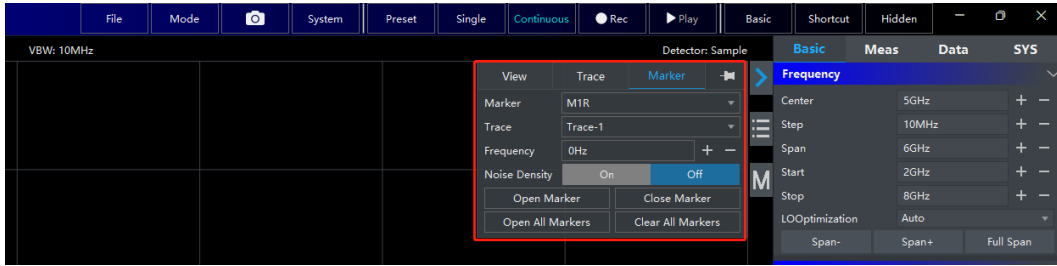 File Mode System Preset Single Continuous Rec Play Basic Shortcut Hidden
VBW: 10MHz Detector: Sample
View Trace Marker
Marker M1R
Trace Trace-1
Frequency 0Hz + −
Noise Density On Off
Open Marker Close Marker
Open All Markers Clear All Markers
M
Basic Meas Data SYS
Frequency
Center 5GHz + −
Step 10MHz + −
Span 6GHz + −
Start 2GHz + −
Stop 8GHz + −
LOOptimization Auto
Span- Span+ Full Span